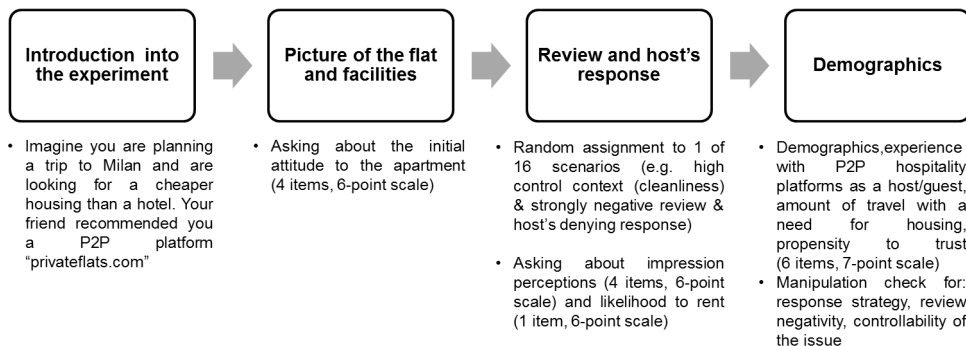 Introduction into
the experiment
• Imagine you are planning
a trip to Milan and are
looking for a cheaper
housing than a hotel. Your
friend recommended you
a P2P platform
“privateflats.com”
Picture of the flat
and facilities
• Asking about the initial
attitude to the apartment
(4 items, 6-point scale)
Review and host’s
response
• Random assignment to 1 of
16 scenarios (e.g. high
control context (cleanliness)
& strongly negative review &
host’s denying response)
• Asking about impression
perceptions (4 items, 6-point
scale) and likelihood to rent
(1 item, 6-point scale)
Demographics
• Demographics,experience
with P2P hospitality
platforms as a host/guest,
amount of travel with a
need for housing,
propensity to trust
(6 items, 7-point scale)
• Manipulation check for:
response strategy, review
negativity, controllability of
the issue